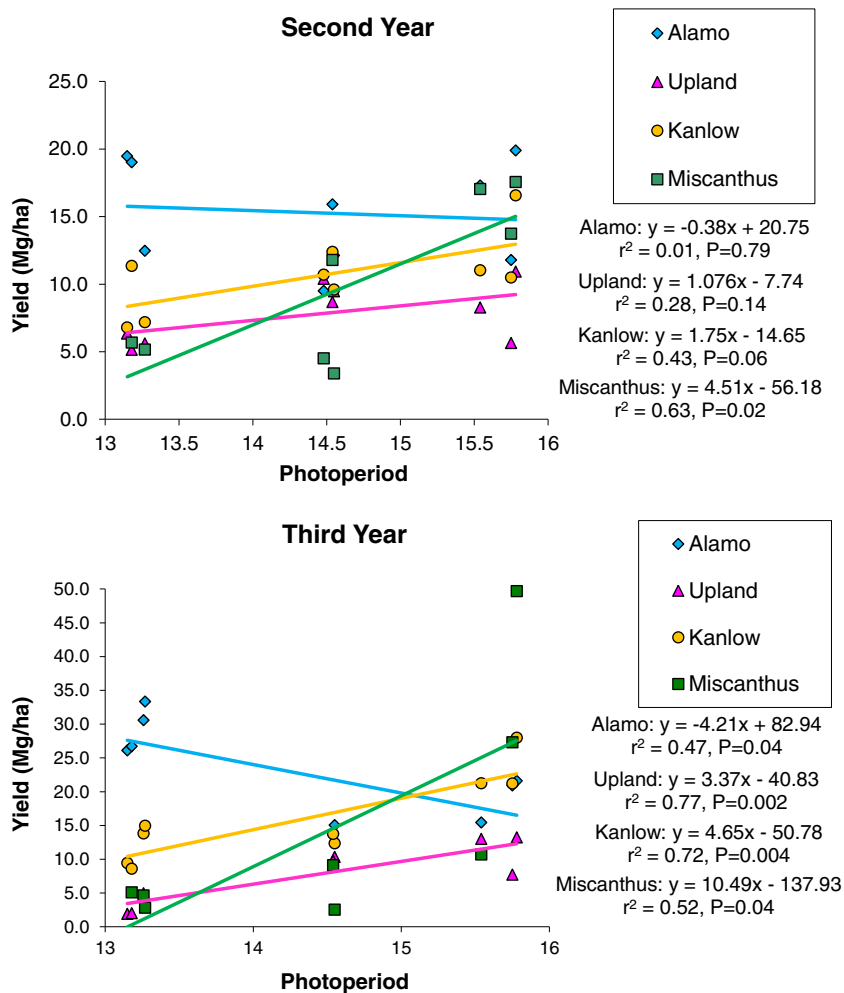 Second Year
Alamo
Upland
Kanlow
Miscanthus
25.0
20.0
15.0
10.0
5.0
0.0
Yield (Mg/ha)
13
13.5
14
14.5
15
15.5
16
Photoperiod
Alamo: y = -0.38x + 20.75
r² = 0.01, P=0.79
Upland: y = 1.076x - 7.74
r² = 0.28, P=0.14
Kanlow: y = 1.75x - 14.65
r² = 0.43, P=0.06
Miscanthus: y = 4.51x - 56.18
r² = 0.63, P=0.02
Third Year
Alamo
Upland
Kanlow
Miscanthus
50.0
45.0
40.0
35.0
30.0
25.0
20.0
15.0
10.0
5.0
0.0
Yield (Mg/ha)
13
14
15
16
Photoperiod
Alamo: y = -4.21x + 82.94
r² = 0.47, P=0.04
Upland: y = 3.37x - 40.83
r² = 0.77, P=0.002
Kanlow: y = 4.65x - 50.78
r² = 0.72, P=0.004
Miscanthus: y = 10.49x - 137.93
r² = 0.52, P=0.04